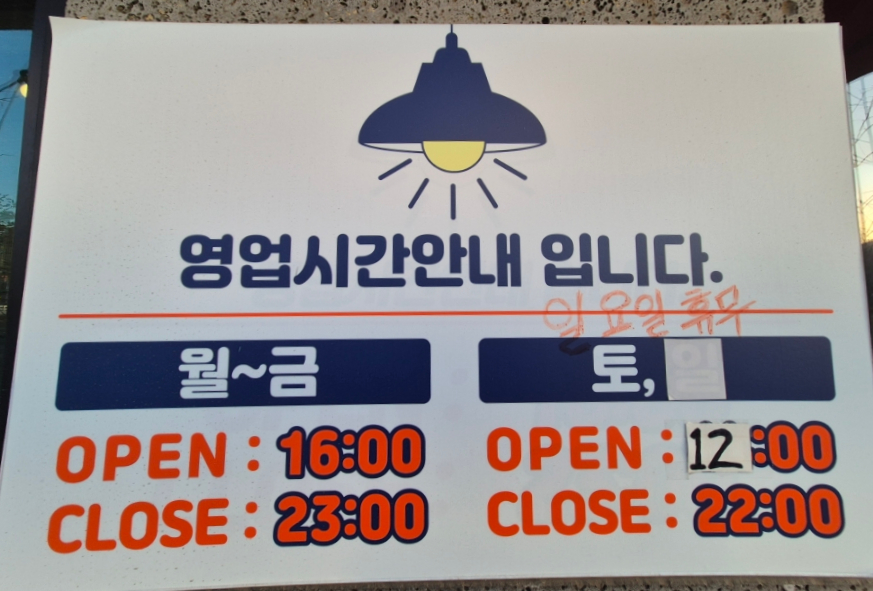 영업시간안내 입니다.
일요일 휴무
월~금
토, 일
OPEN : 16:00
CLOSE : 23:00
OPEN : 12:00
CLOSE : 22:00